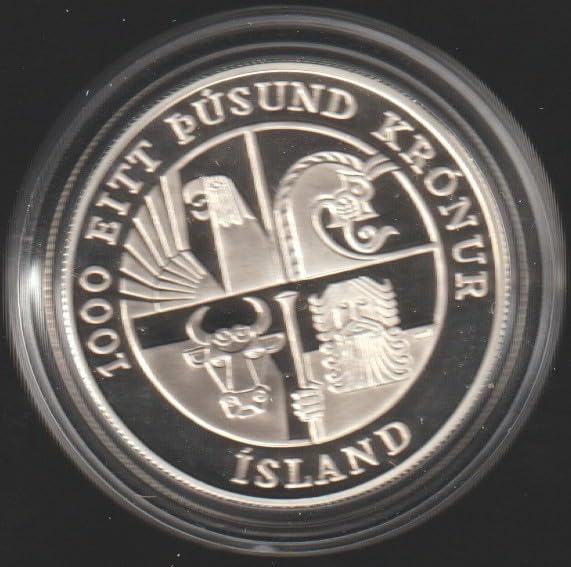 1000 EITT ÞÚSUND KRÓNUR
ÍSLAND